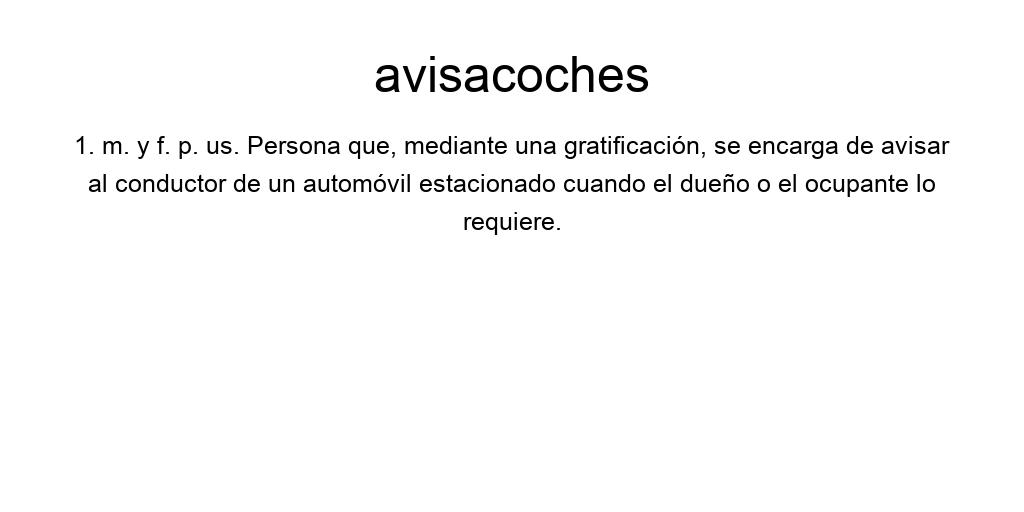 avisacoches
1. m. y f. p. us. Persona que, mediante una gratificación, se encarga de avisar
al conductor de un automóvil estacionado cuando el dueño o el ocupante lo
requiere.